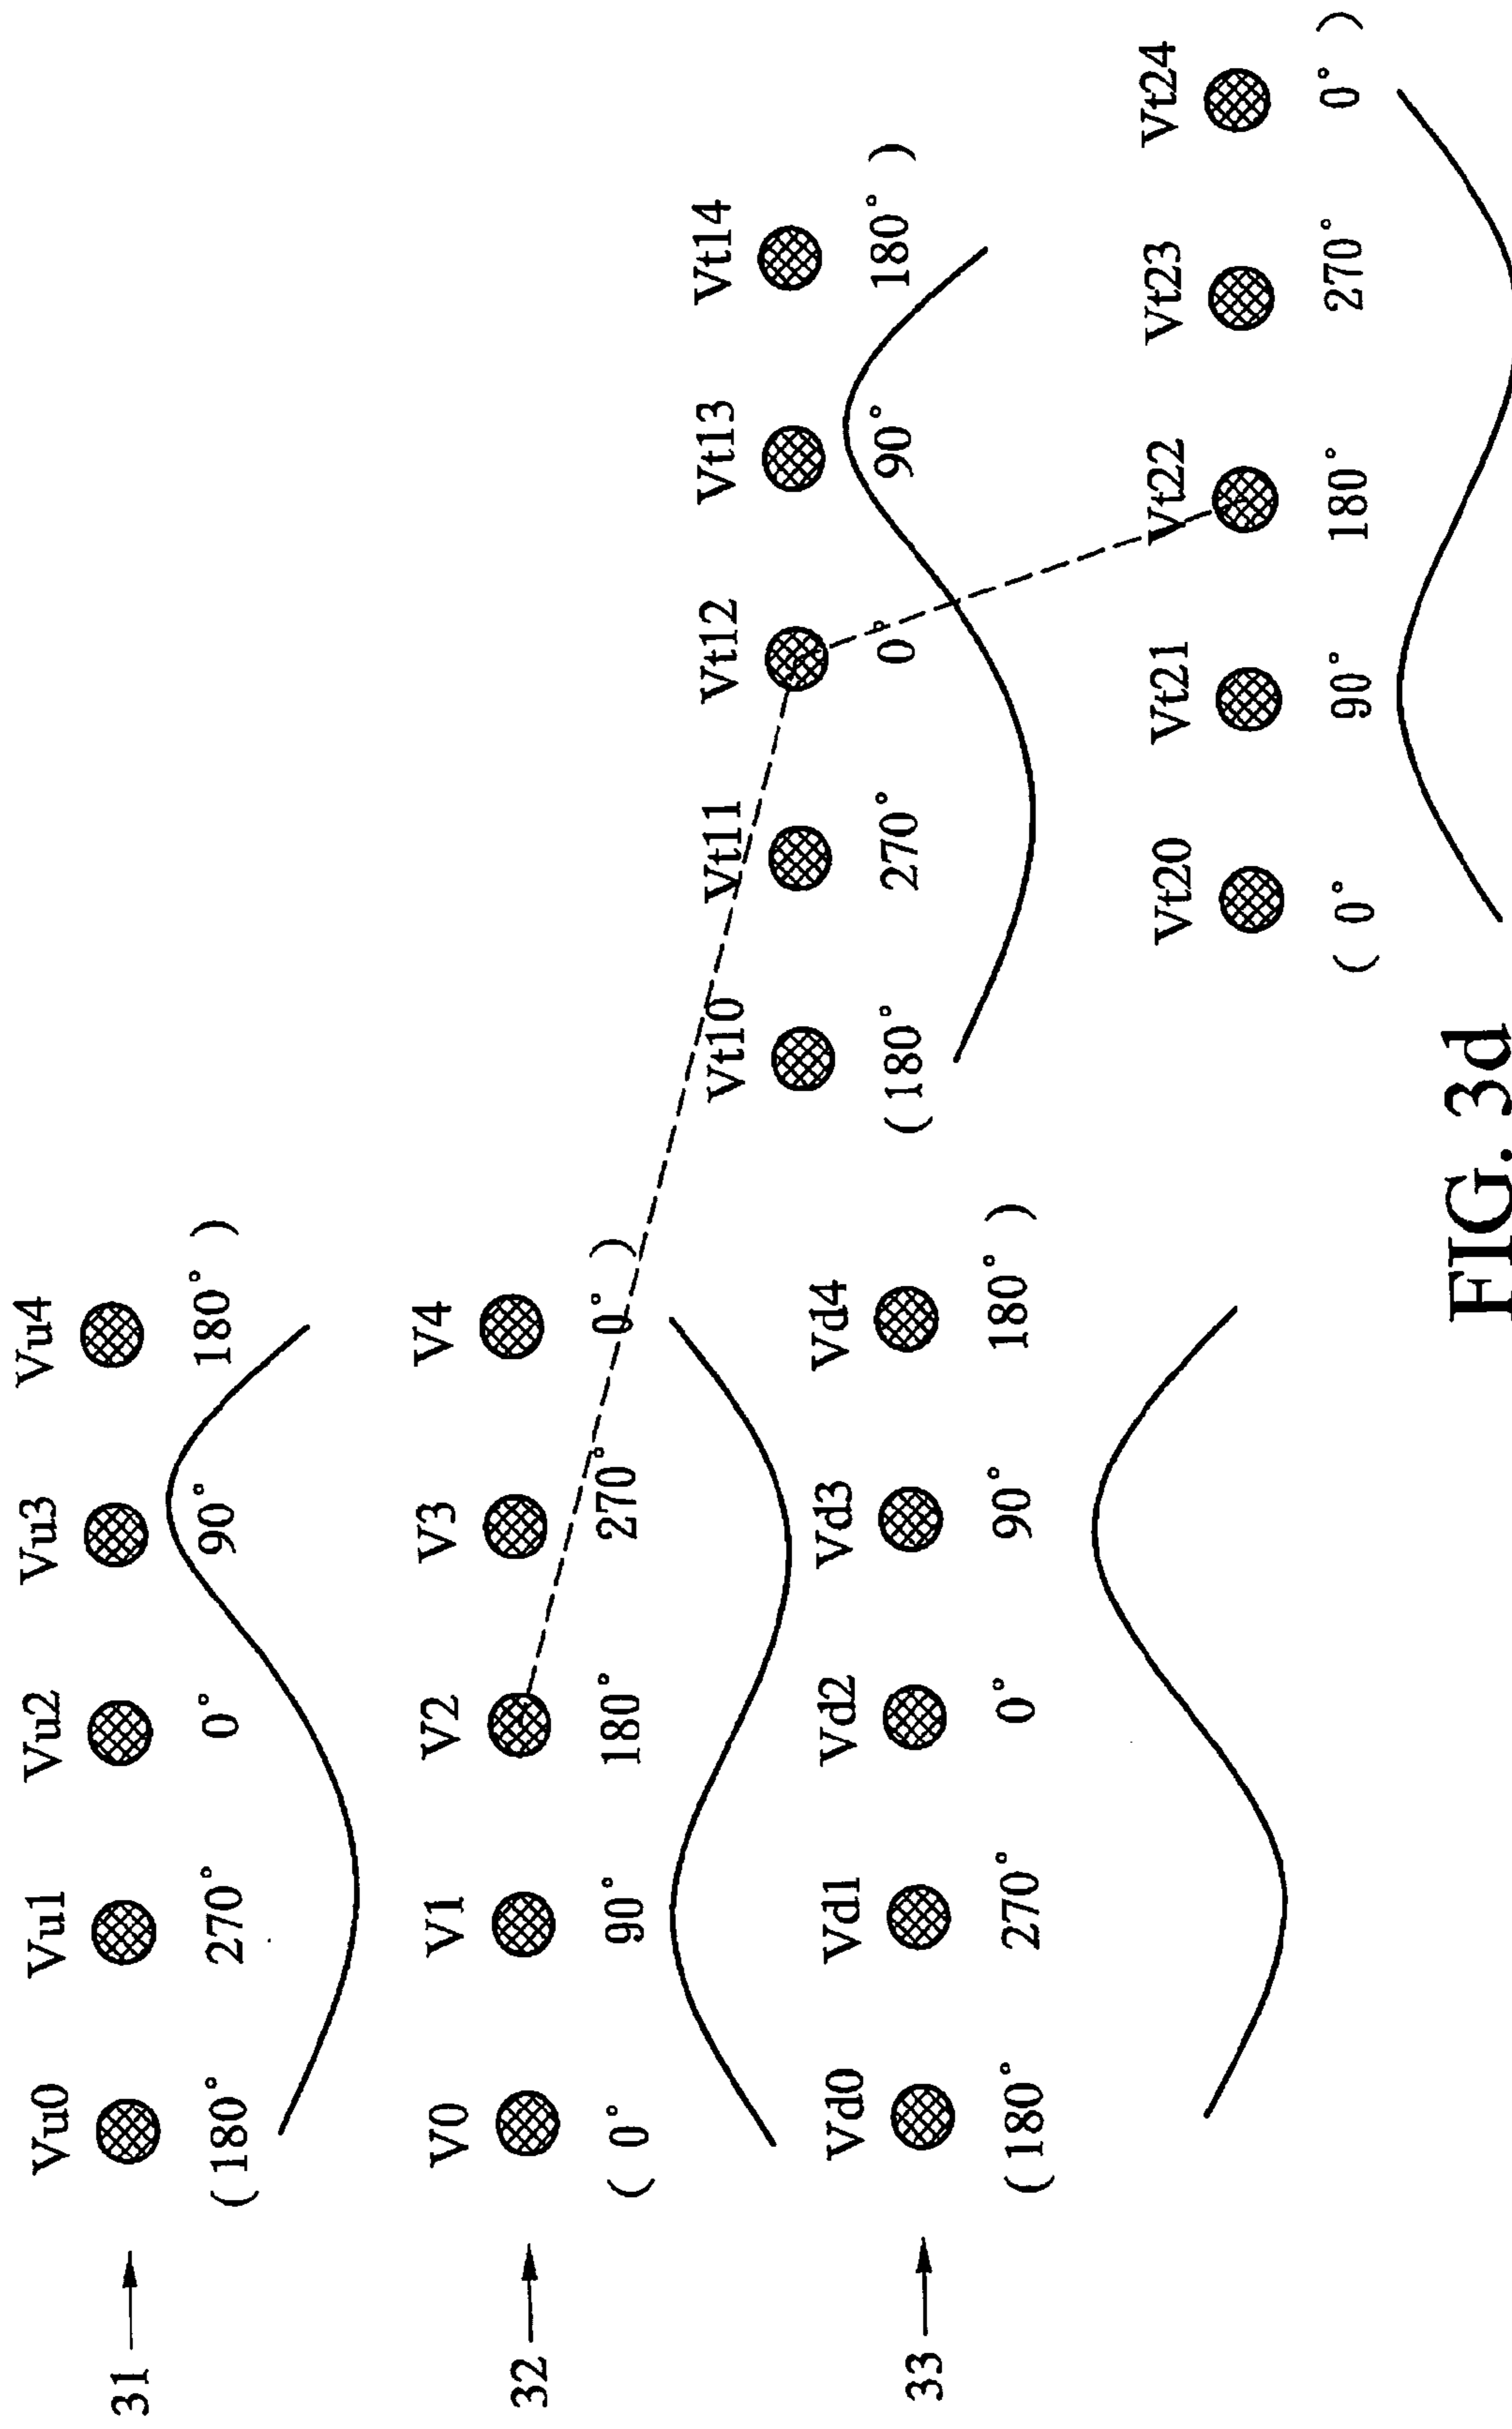 Vu0 Vu1 Vu2 Vu3 Vu4
31
(180° 270° 0° 90° 180° )
V0 V1 V2 V3 V4
32
( 0° 90° 180° 270° 0° )
Vd0 Vd1 Vd2 Vd3 Vd4
33
(180° 270° 0° 90° 180° )
Vt10 Vt11 Vt12 Vt13 Vt14
(180° 270° 0° 90° 180° )
Vt20 Vt21 Vt22 Vt23 Vt24
( 0° 90° 180° 270° 0° )
FIG. 3d